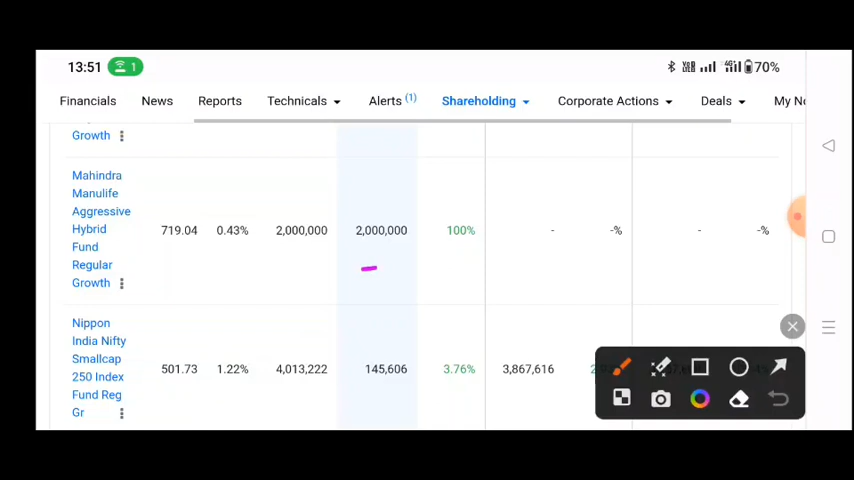 13:51 1 70%
Financials News Reports Technicals Alerts (1) Shareholding Corporate Actions Deals My No
Growth
Mahindra
Manulife
Aggressive
Hybrid
Fund
Regular
Growth
719.04 0.43% 2,000,000 2,000,000 100% - -% - -%
Nippon
India Nifty
Smallcap
250 Index
Fund Reg
Gr
501.73 1.22% 4,013,222 145,606 3.76% 3,867,616